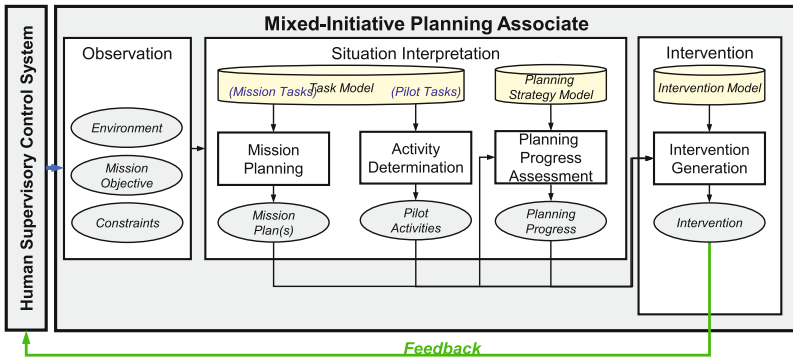 Mixed-Initiative Planning Associate
Human Supervisory Control System
Observation
Environment
Mission
Objective
Constraints
Situation Interpretation
(Mission Tasks)
Task Model
(Pilot Tasks)
Planning
Strategy Model
Mission
Planning
Activity
Determination
Planning
Progress
Assessment
Mission
Plan(s)
Pilot
Activities
Planning
Progress
Intervention
Intervention Model
Intervention
Generation
Intervention
Feedback